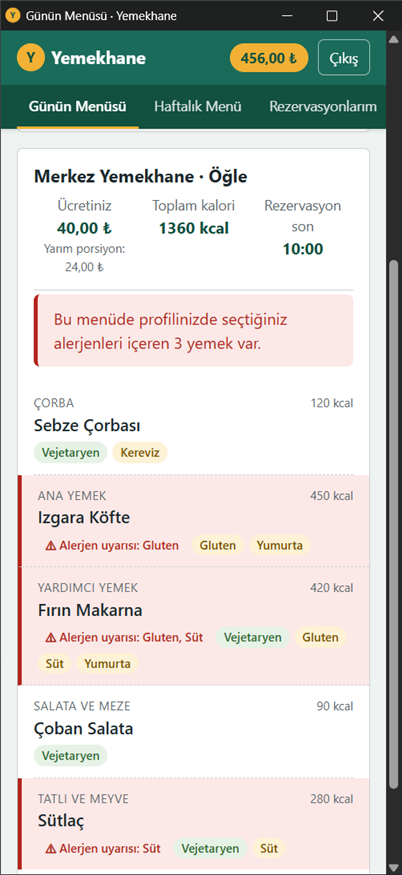 Y Günün Menüsü · Yemekhane
Y Yemekhane 456,00 ₺ Çıkış
Günün Menüsü Haftalık Menü Rezervasyonlarım
Merkez Yemekhane · Öğle
Ücretiniz
40,00 ₺
Yarım porsiyon:
24,00 ₺
Toplam kalori
1360 kcal
Rezervasyon
son
10:00
Bu menüde profilinizde seçtiğiniz
alerjenleri içeren 3 yemek var.
ÇORBA 120 kcal
Sebze Çorbası
Vejetaryen Kereviz
ANA YEMEK 450 kcal
Izgara Köfte
⚠ Alerjen uyarısı: Gluten Gluten Yumurta
YARDIMCI YEMEK 420 kcal
Fırın Makarna
⚠ Alerjen uyarısı: Gluten, Süt Vejetaryen Gluten
Süt Yumurta
SALATA VE MEZE 90 kcal
Çoban Salata
Vejetaryen
TATLI VE MEYVE 280 kcal
Sütlaç
⚠ Alerjen uyarısı: Süt Vejetaryen Süt